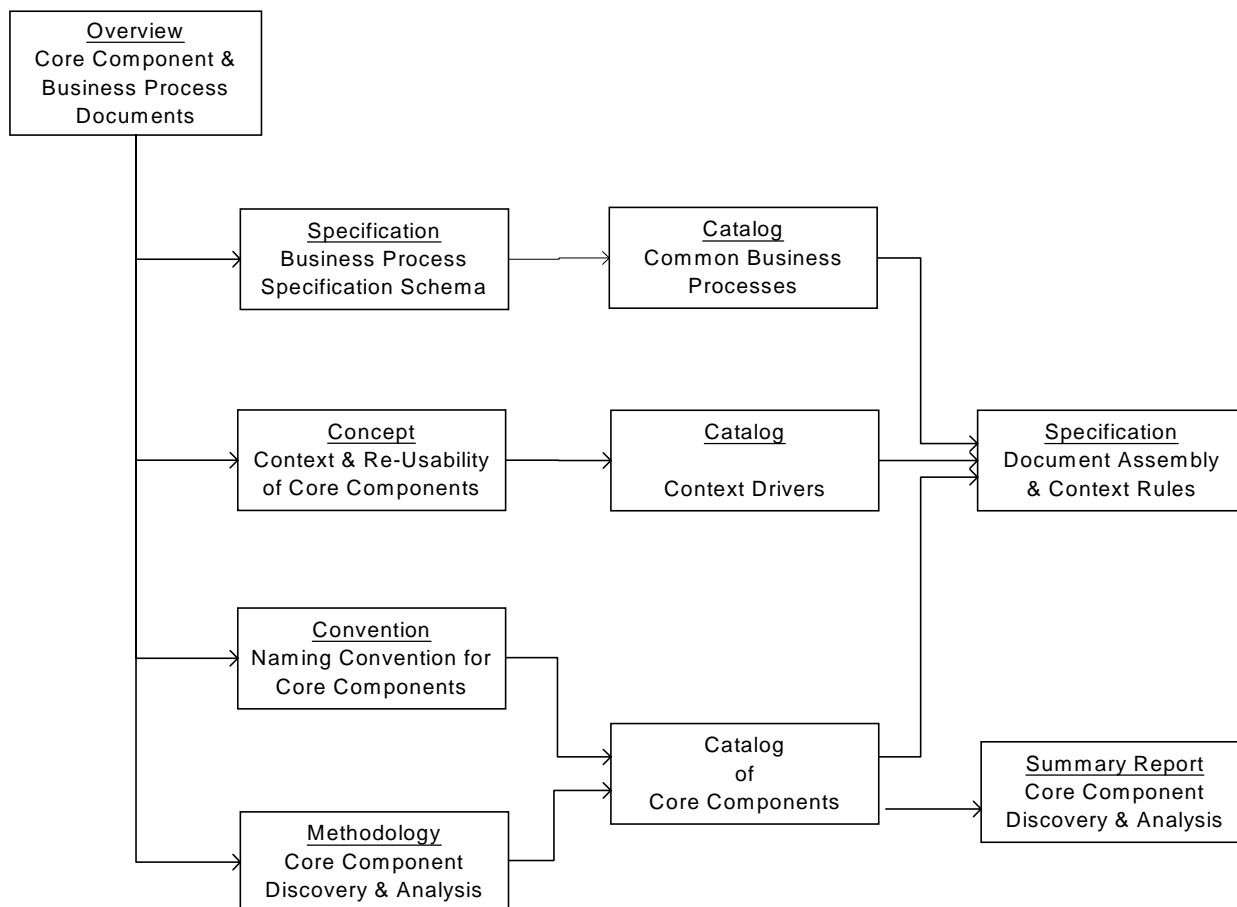 Overview
Core Component &
Business Process
Documents
Specification
Business Process
Specification Schema
Catalog
Common Business
Processes
Concept
Context & Re-Usability
of Core Components
Catalog
Context Drivers
Specification
Document Assembly
& Context Rules
Convention
Naming Convention for
Core Components
Catalog
of
Core Components
Summary Report
Core Component
Discovery & Analysis
Methodology
Core Component
Discovery & Analysis